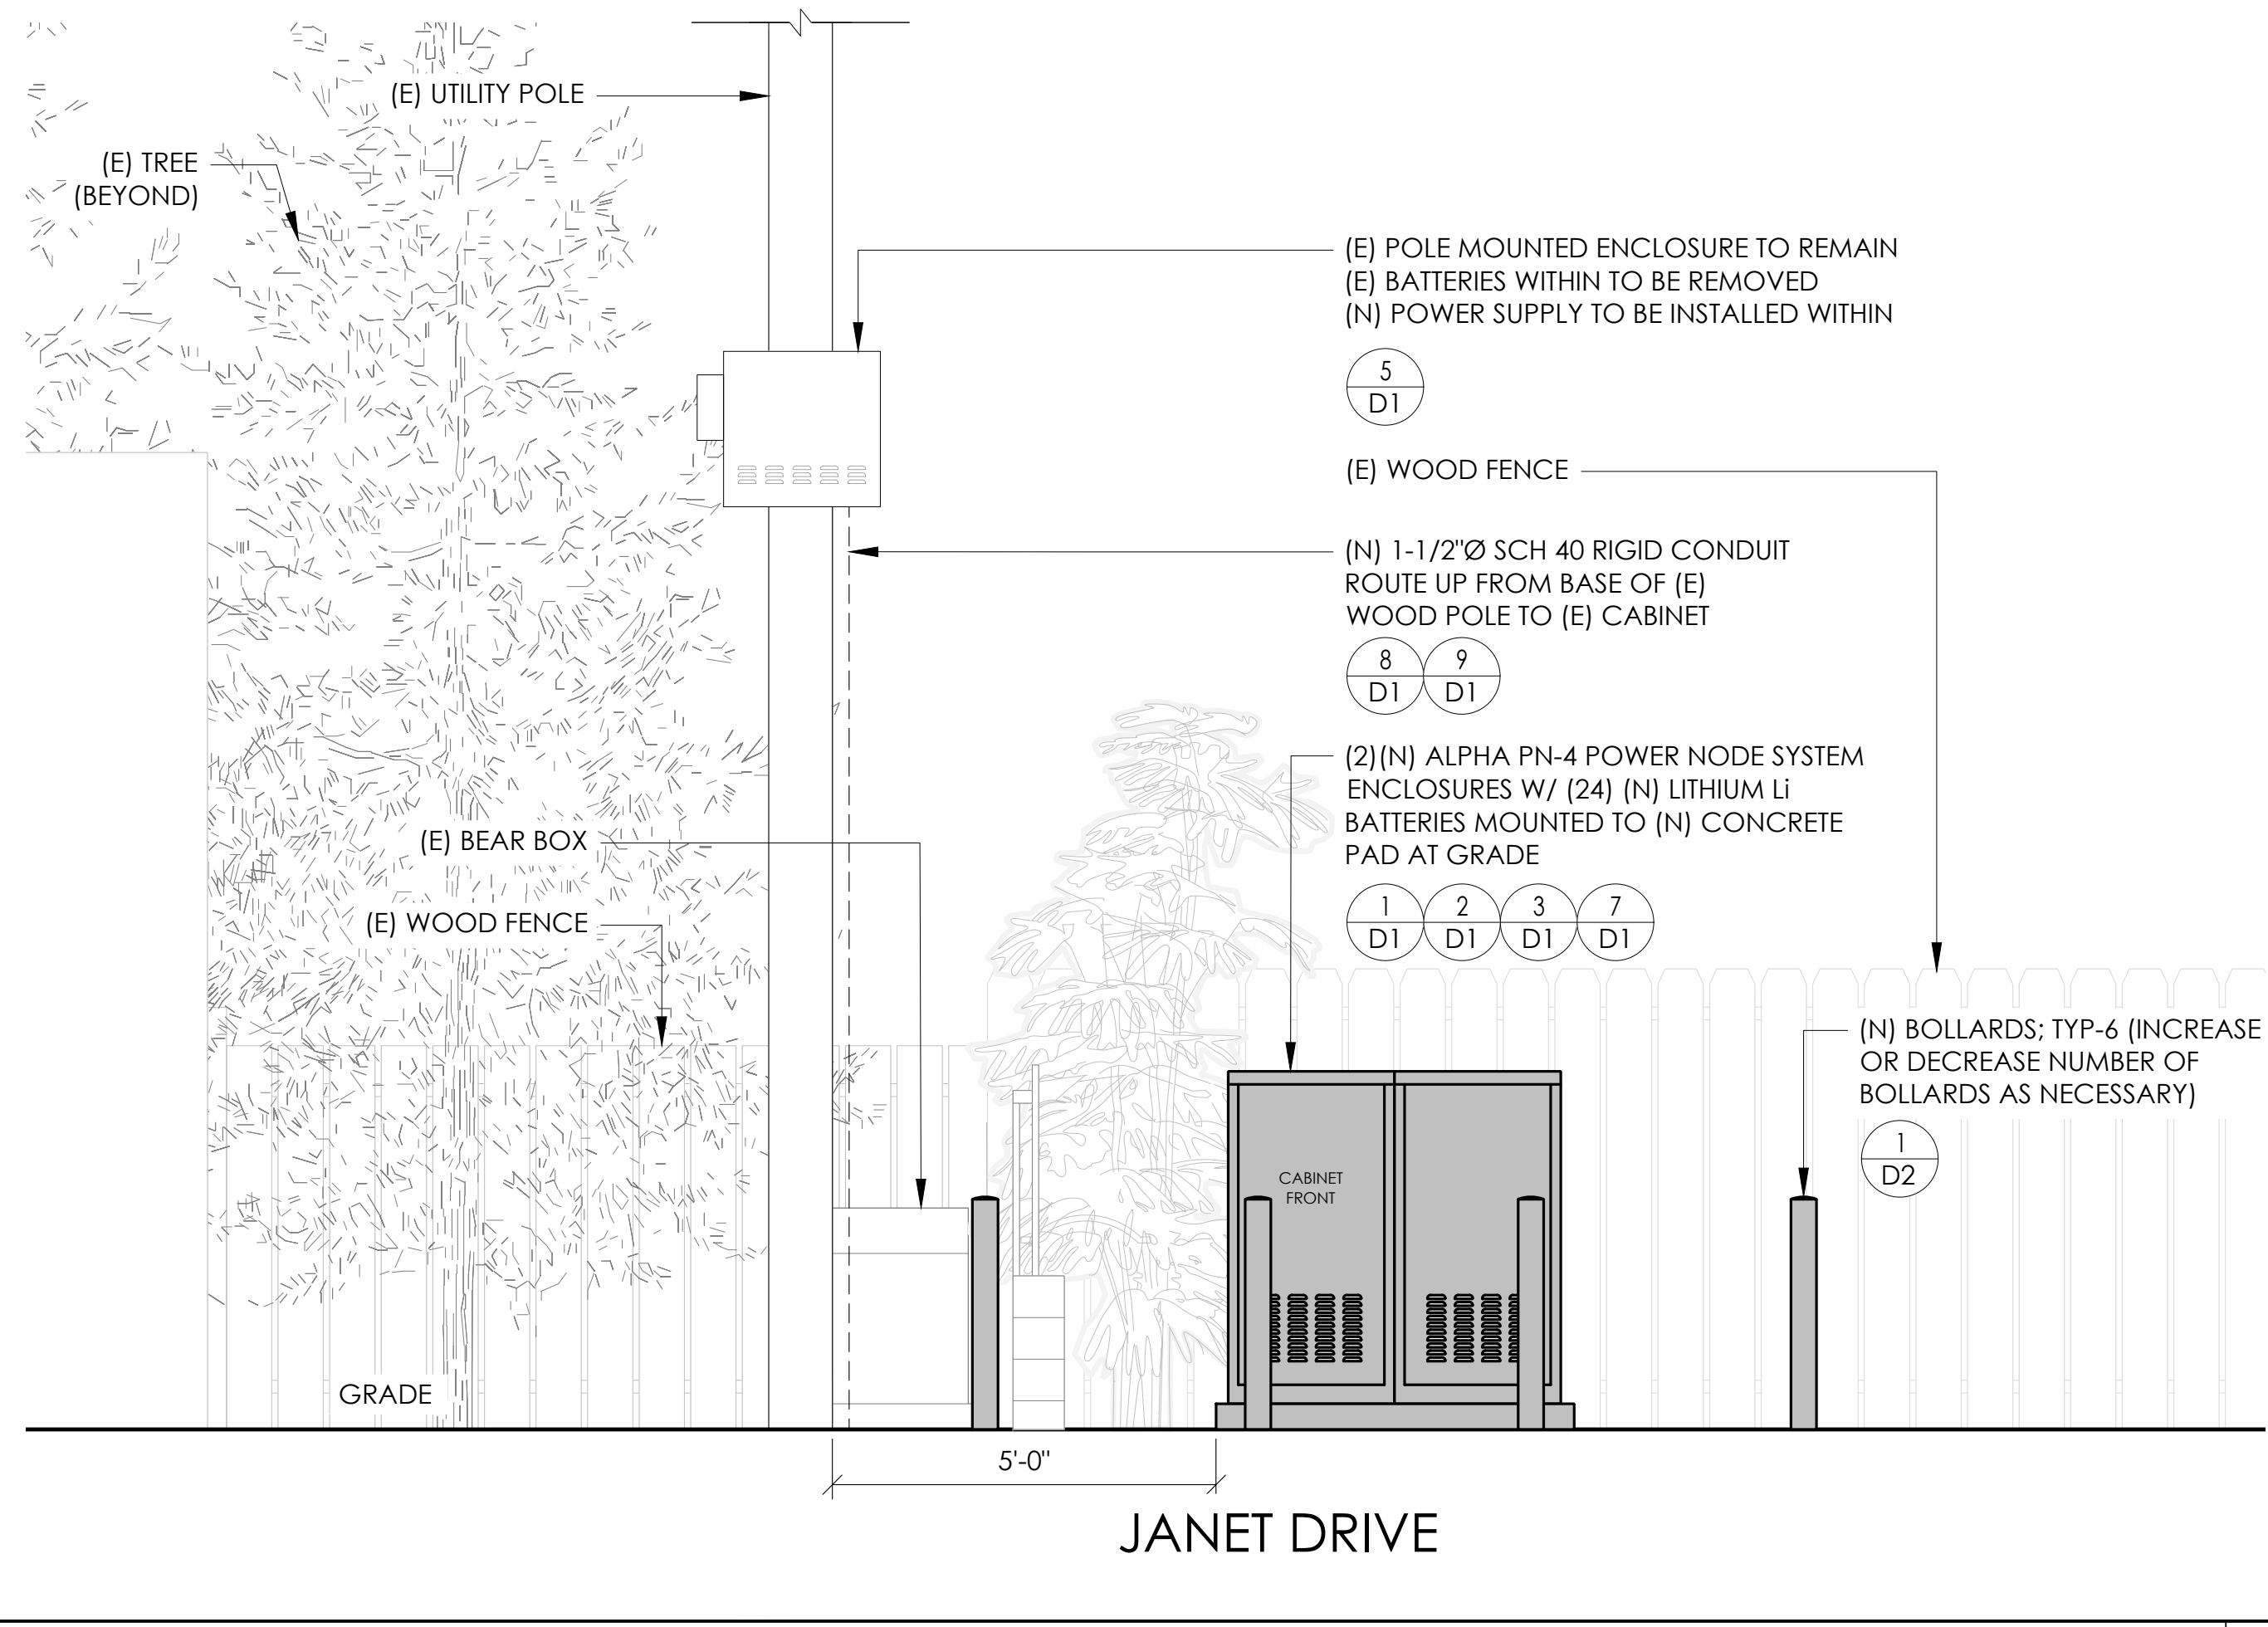 (E) UTILITY POLE
(E) TREE
(BEYOND)
(E) POLE MOUNTED ENCLOSURE TO REMAIN
(E) BATTERIES WITHIN TO BE REMOVED
(N) POWER SUPPLY TO BE INSTALLED WITHIN
5
D1
(E) WOOD FENCE
(N) 1-1/2"Ø SCH 40 RIGID CONDUIT
ROUTE UP FROM BASE OF (E)
WOOD POLE TO (E) CABINET
8 9
D1 D1
(2)(N) ALPHA PN-4 POWER NODE SYSTEM
ENCLOSURES W/ (24) (N) LITHIUM Li
BATTERIES MOUNTED TO (N) CONCRETE
PAD AT GRADE
1 2 3 7
D1 D1 D1 D1
(E) BEAR BOX
(E) WOOD FENCE
(N) BOLLARDS; TYP-6 (INCREASE
OR DECREASE NUMBER OF
BOLLARDS AS NECESSARY)
1
D2
CABINET
FRONT
GRADE
5'-0"
JANET DRIVE